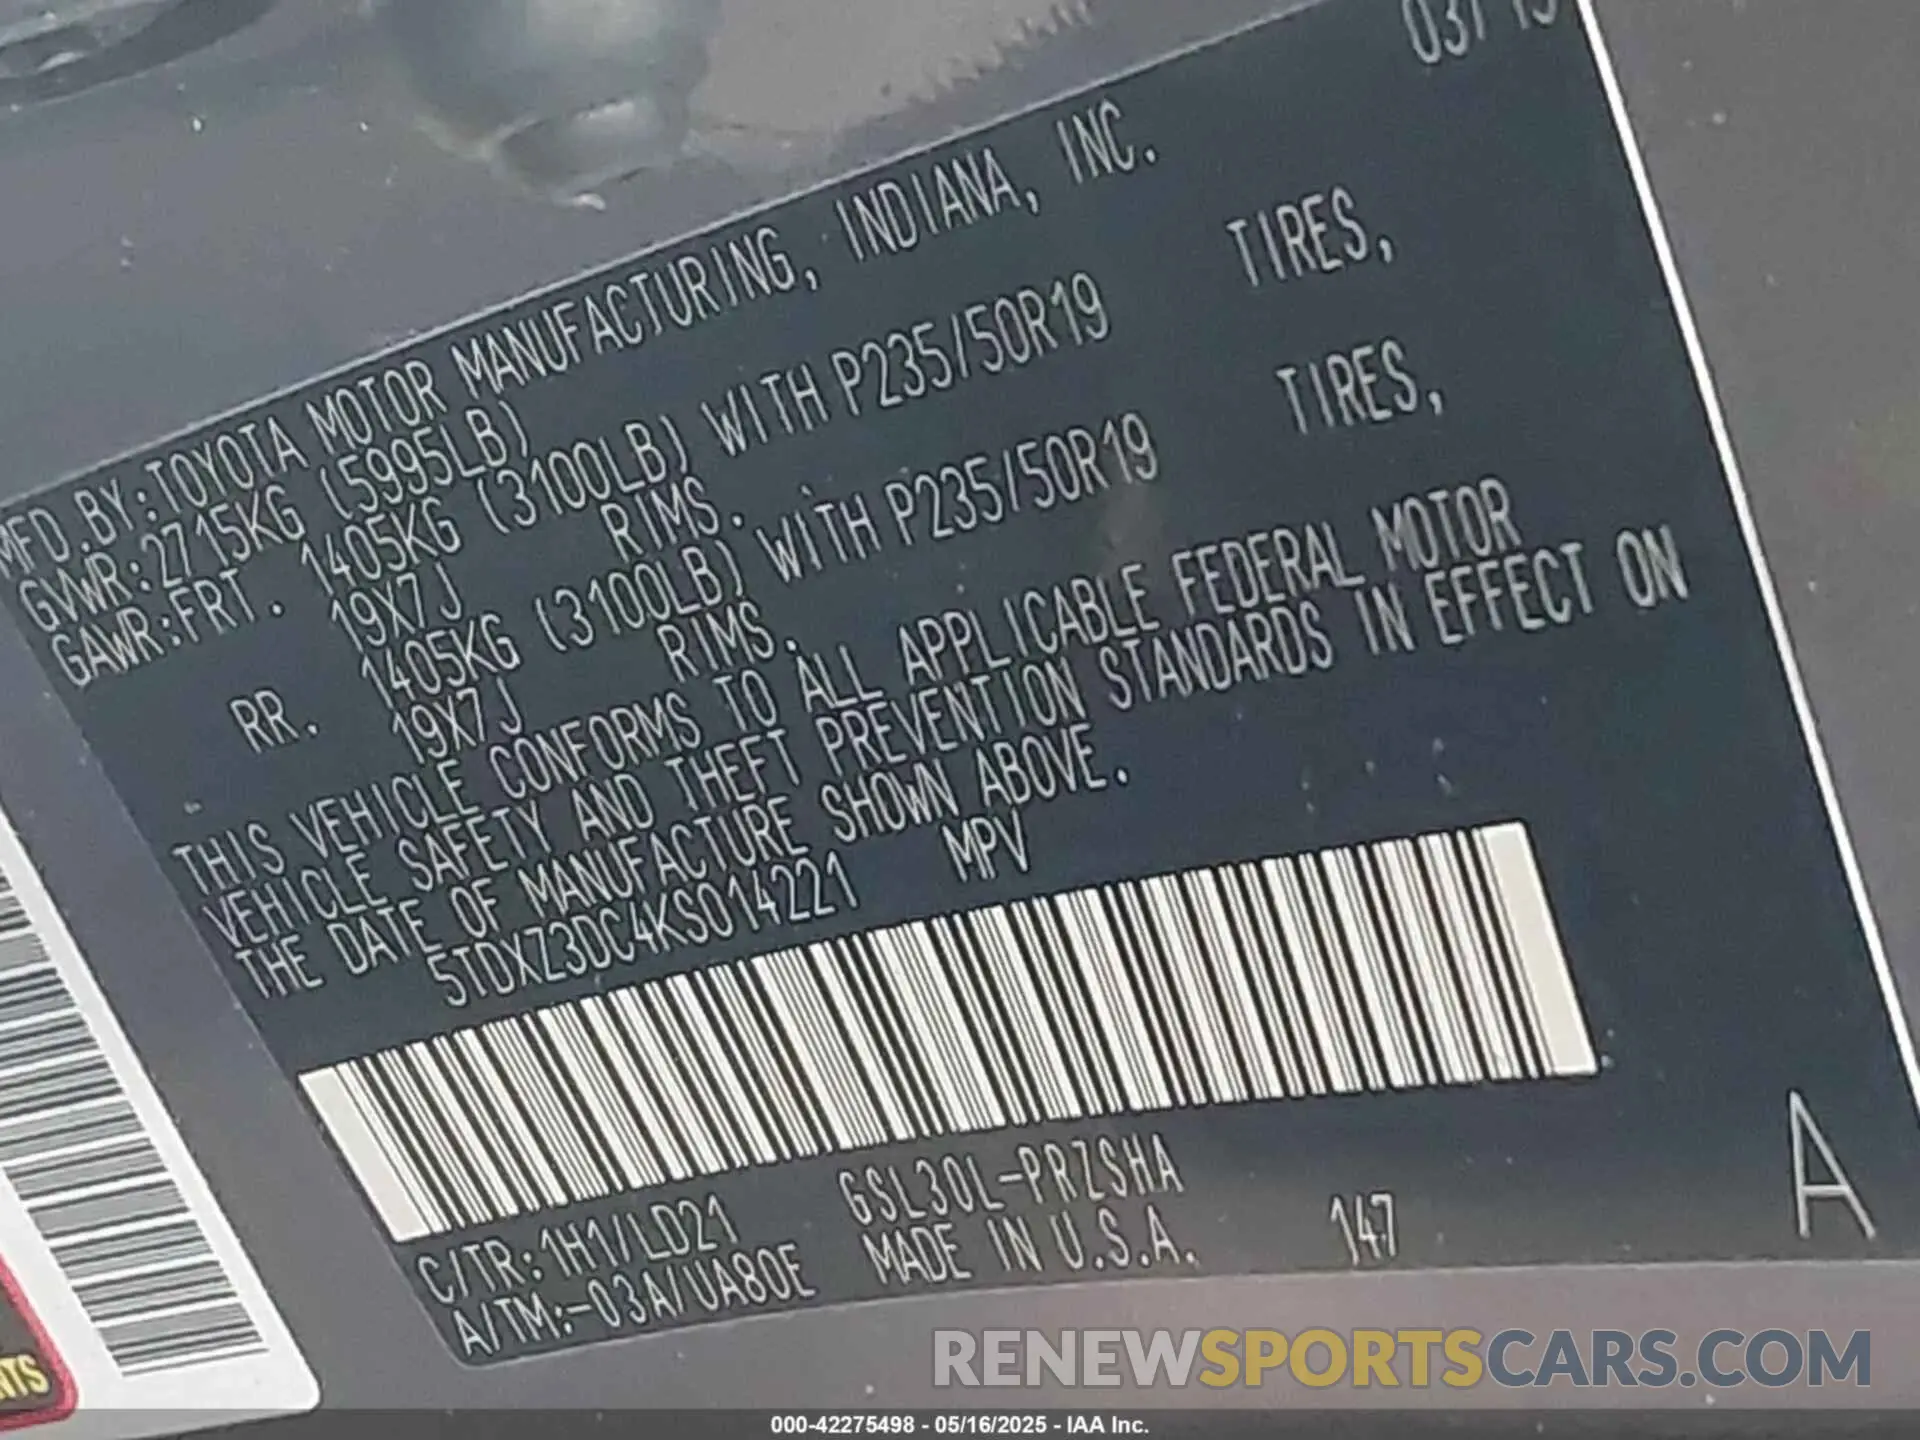 03/19
MFD.BY:TOYOTA MOTOR MANUFACTURING, INDIANA, INC.
GVWR:2715KG (5995LB)
GAWR:FRT. 1405KG (3100LB) WITH P235/50R19 TIRES,
19X7J RIMS.
RR. 1405KG (3100LB) WITH P235/50R19 TIRES,
19X7J RIMS.
THIS VEHICLE CONFORMS TO ALL APPLICABLE FEDERAL MOTOR
VEHICLE SAFETY AND THEFT PREVENTION STANDARDS IN EFFECT ON
THE DATE OF MANUFACTURE SHOWN ABOVE.
5TDXZ3DC4KS014221 MPV
C/TR:1H1/LD21 GSL30L-PRZSHA
A/TM:-03A/UA80E MADE IN U.S.A. 147
A
NTS
RENEWSPORTSCARS.COM
000-42275498 - 05/16/2025 - IAA Inc.